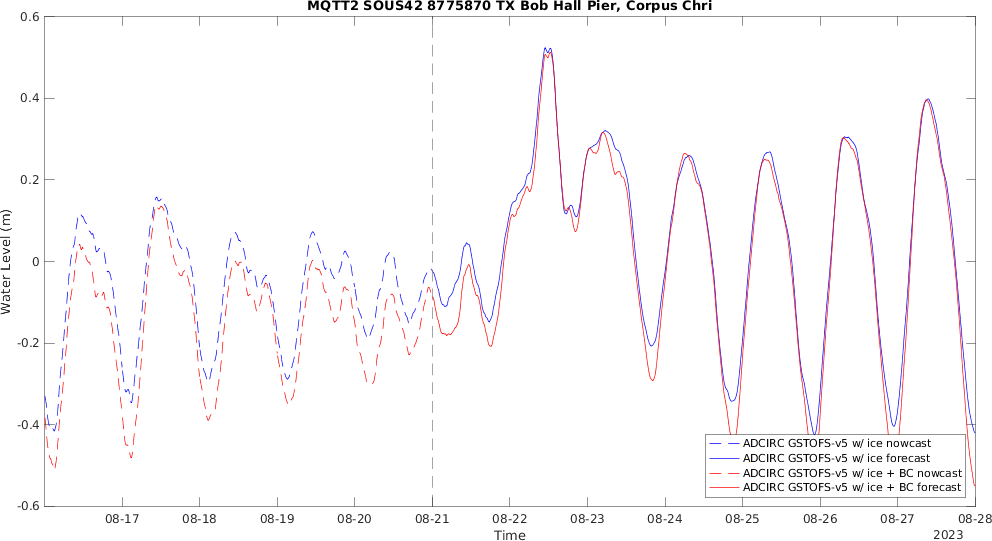 MQTT2 SOUS42 8775870 TX Bob Hall Pier, Corpus Chri
0.6
0.4
0.2
0
-0.2
-0.4
-0.6
Water Level (m)
08-17
08-18
08-19
08-20
08-21
08-22
08-23
08-24
08-25
08-26
08-27
08-28
Time
2023
ADCIRC GSTOFS-v5 w/ ice nowcast
ADCIRC GSTOFS-v5 w/ ice forecast
ADCIRC GSTOFS-v5 w/ ice + BC nowcast
ADCIRC GSTOFS-v5 w/ ice + BC forecast